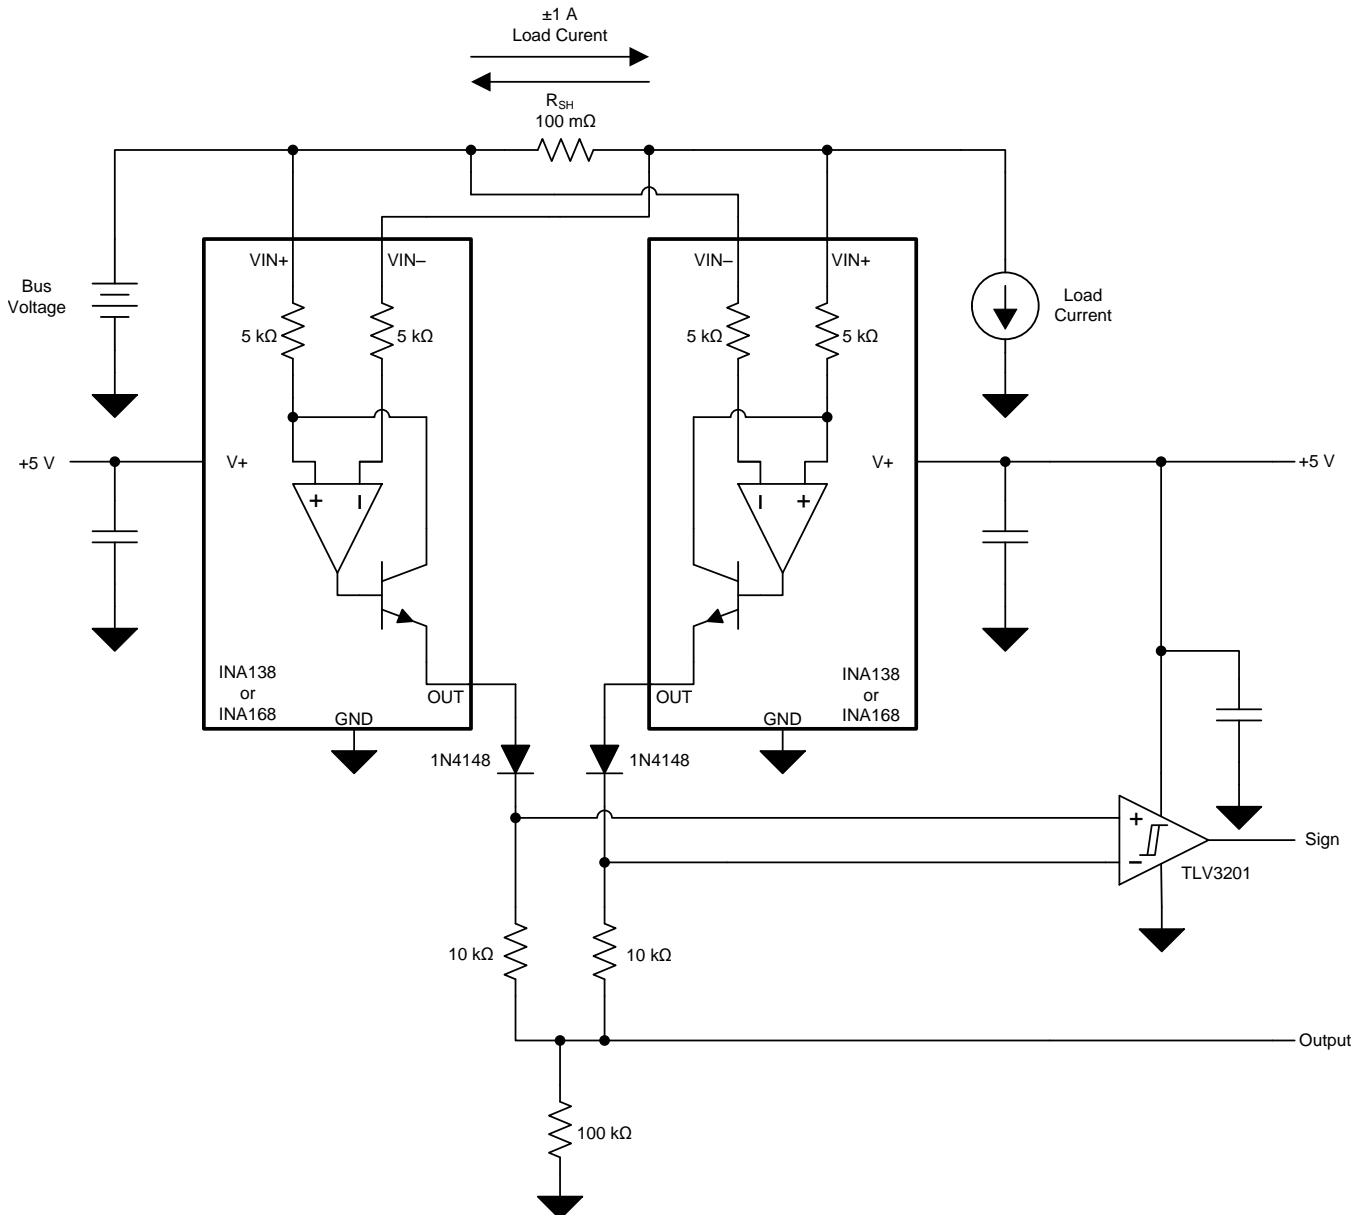 ±1 A
Load Curent
RSH
100 mΩ
VIN+
VIN–
VIN–
VIN+
Bus
Voltage
Load
Current
5 kΩ
5 kΩ
5 kΩ
5 kΩ
+5 V
V+
V+
+5 V
+
–
–
+
INA138
or
INA168
OUT
GND
OUT
GND
INA138
or
INA168
1N4148
1N4148
+
–
Sign
TLV3201
10 kΩ
10 kΩ
Output
100 kΩ